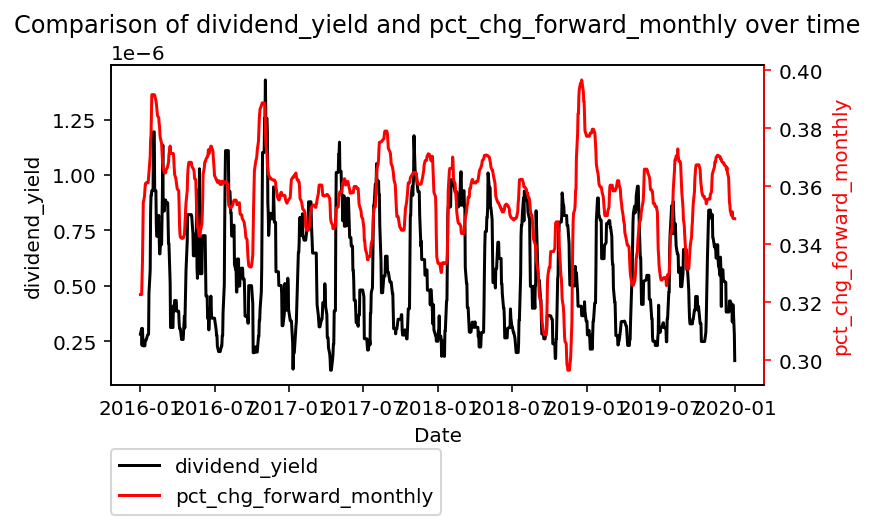 Comparison of dividend_yield and pct_chg_forward_monthly over time
1e−6
1.25
1.00
0.75
0.50
0.25
dividend_yield
0.40
0.38
0.36
0.34
0.32
0.30
pct_chg_forward_monthly
2016-01 2016-07 2017-01 2017-07 2018-01 2018-07 2019-01 2019-07 2020-01
Date
dividend_yield
pct_chg_forward_monthly